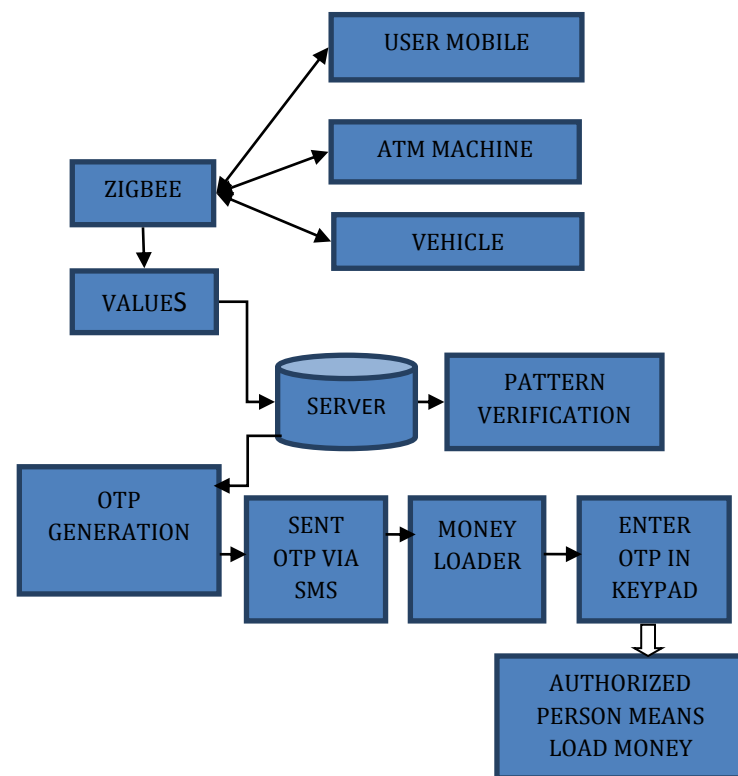 USER MOBILE
ATM MACHINE
ZIGBEE
VEHICLE
VALUES
SERVER
PATTERN
VERIFICATION
OTP
GENERATION
SENT
OTP VIA
SMS
MONEY
LOADER
ENTER
OTP IN
KEYPAD
AUTHORIZED
PERSON MEANS
LOAD MONEY